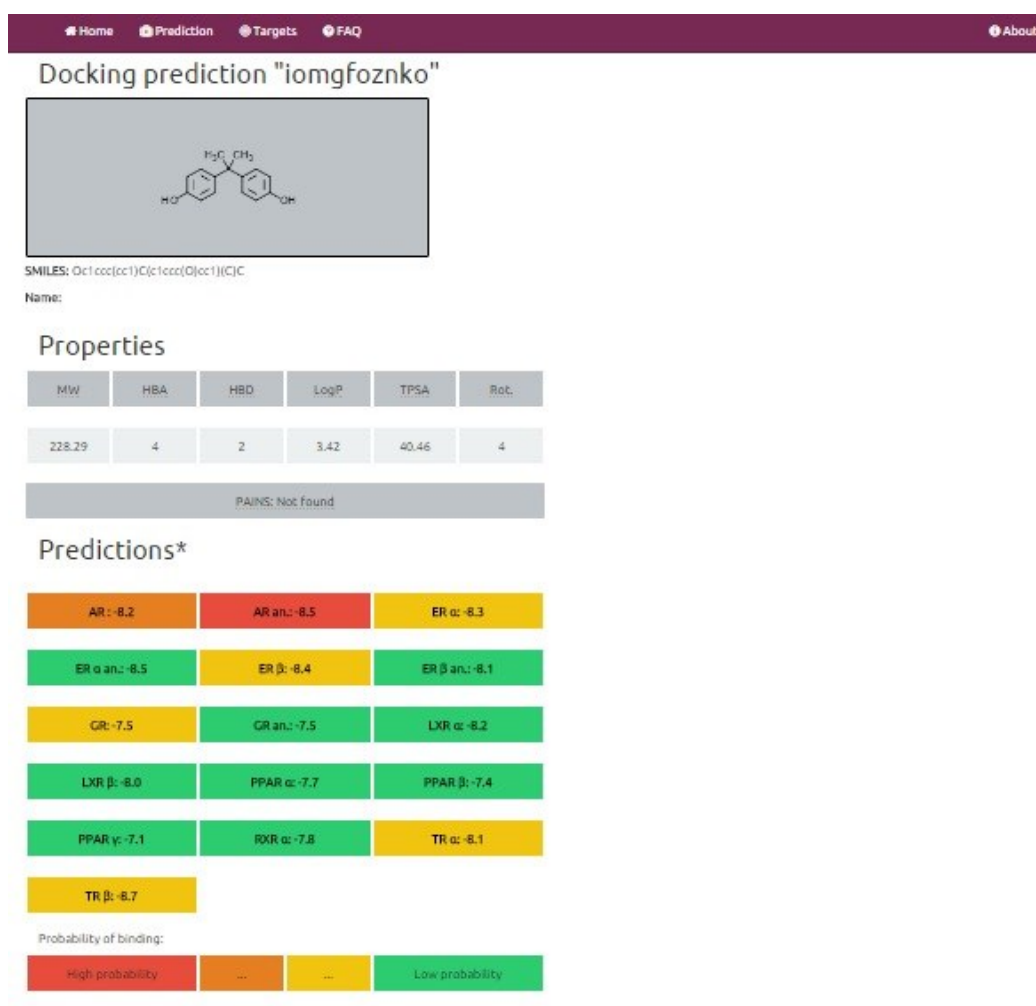 Home Prediction Targets FAQ About
Docking prediction "iomgfoznko"
H₃C CH₃
HO OH
SMILES: Oc1ccc(cc1)C(c1ccc(O)cc1)(C)C
Name:
Properties
MW HBA HBD LogP TPSA Rot.
228.29 4 2 3.42 40.46 4
PAINS: Not found
Predictions*
AR : -8.2 AR an.: -8.5 ER α: -8.3
ER α an.: -8.5 ER β: -8.4 ER β an.: -8.1
GR: -7.5 GR an.: -7.5 LXR α: -8.2
LXR β: -8.0 PPAR α: -7.7 PPAR β: -7.4
PPAR γ: -7.1 RXR α: -7.8 TR α: -8.1
TR β: -8.7
Probability of binding:
High probability ... ... Low probability